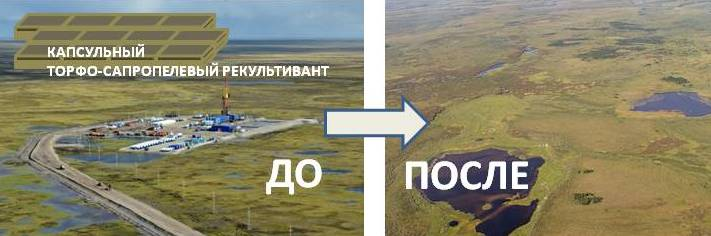 КАПСУЛЬНЫЙ
ТОРФО-САПРОПЕЛЕВЫЙ РЕКУЛЬТИВАНТ
ДО
ПОСЛЕ